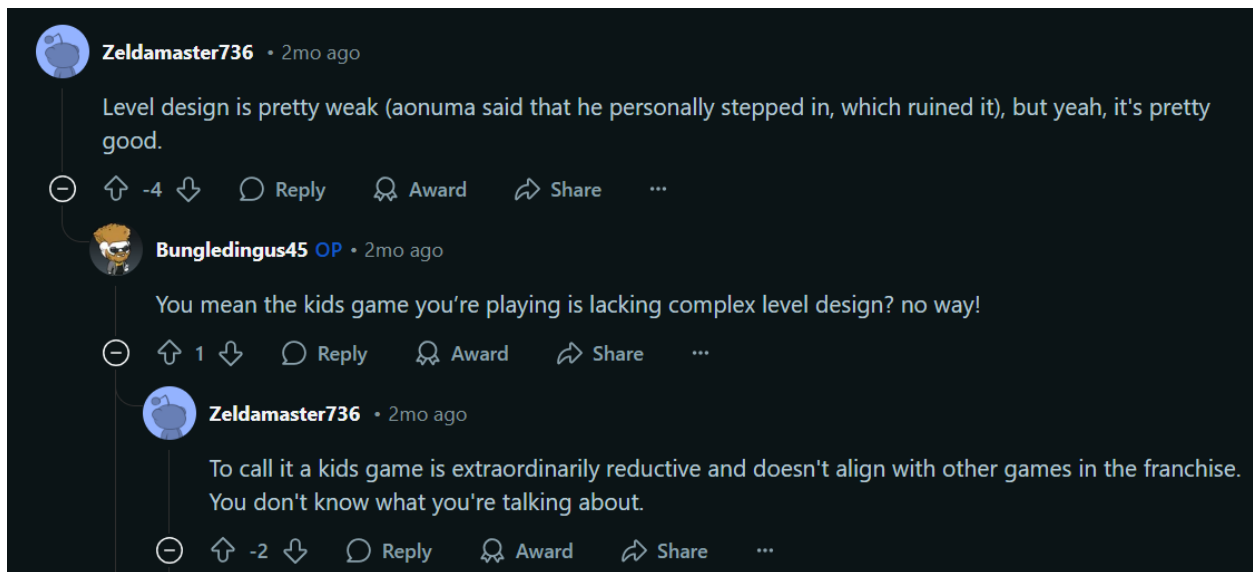 Zeldamaster736 • 2mo ago
Level design is pretty weak (aonuma said that he personally stepped in, which ruined it), but yeah, it's pretty
good.
-4 Reply Award Share ...
Bungledingus45 OP • 2mo ago
You mean the kids game you’re playing is lacking complex level design? no way!
1 Reply Award Share ...
Zeldamaster736 • 2mo ago
To call it a kids game is extraordinarily reductive and doesn't align with other games in the franchise.
You don't know what you're talking about.
-2 Reply Award Share ...